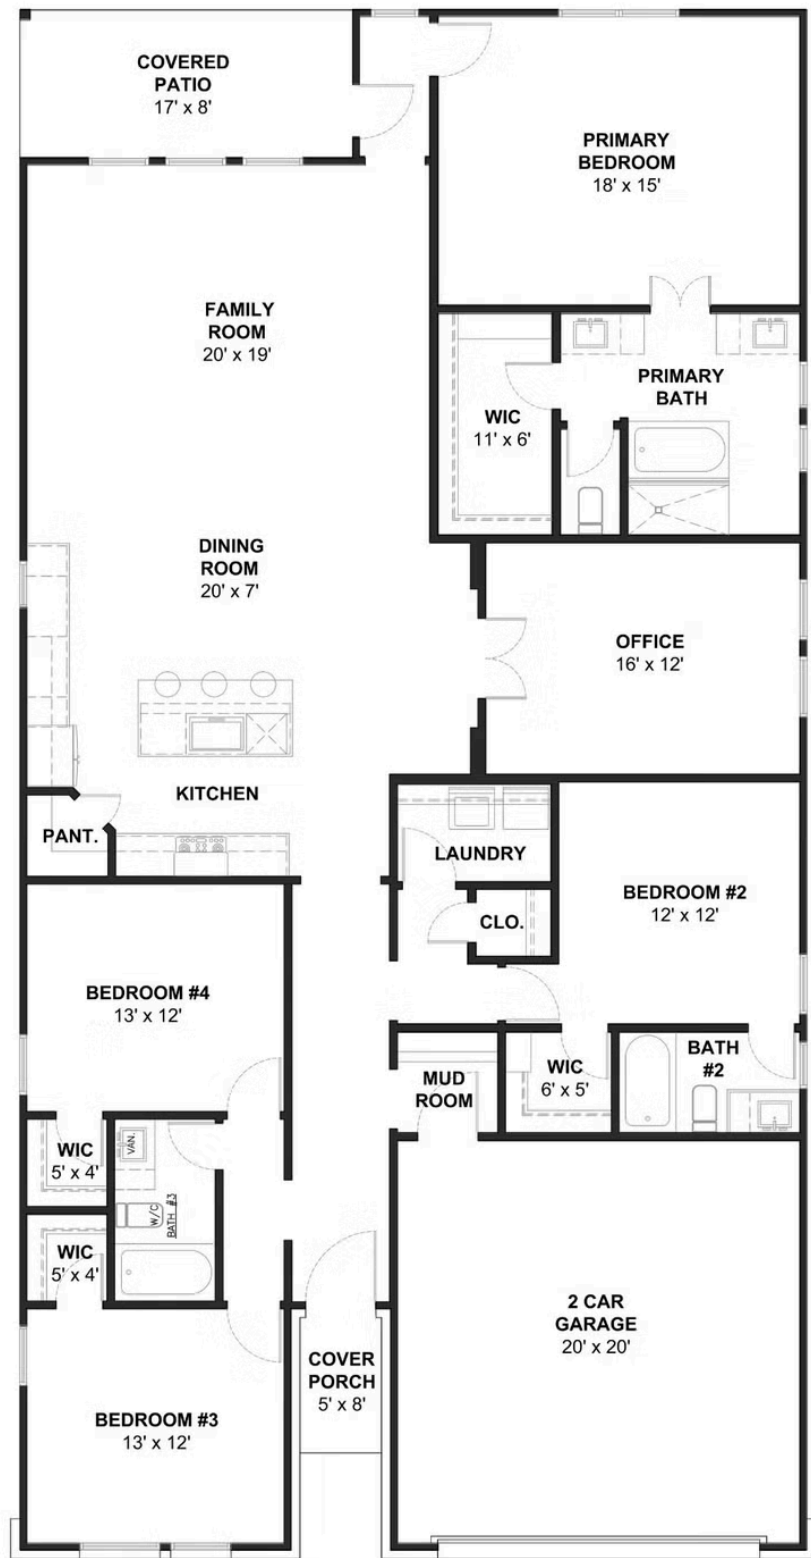 COVERED
PATIO
17' x 8'
PRIMARY
BEDROOM
18' x 15'
FAMILY
ROOM
20' x 19'
PRIMARY
BATH
WIC
11' x 6'
DINING
ROOM
20' x 7'
OFFICE
16' x 12'
KITCHEN
PANT.
LAUNDRY
CLO.
BEDROOM #2
12' x 12'
BEDROOM #4
13' x 12'
MUD
ROOM
WIC
6' x 5'
BATH
#2
WIC
5' x 4'
VAN.
W/C
BATH #3
WIC
5' x 4'
2 CAR
GARAGE
20' x 20'
COVER
PORCH
5' x 8'
BEDROOM #3
13' x 12'